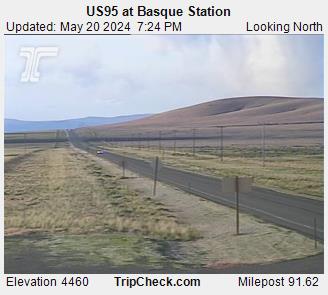 US95 at Basque Station
Updated: May 20 2024 7:24 PM Looking North
Elevation 4460 TripCheck.com Milepost 91.62